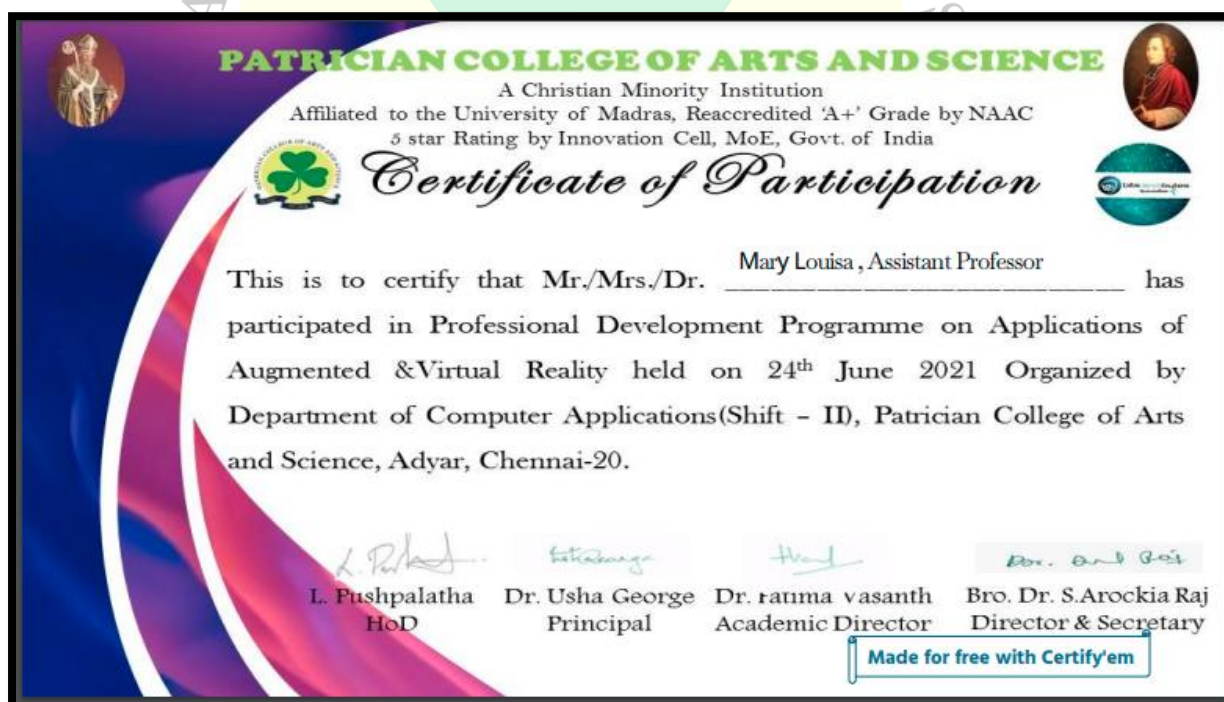 PATRICIAN COLLEGE OF ARTS AND SCIENCE
A Christian Minority Institution
Affiliated to the University of Madras, Reaccredited ‘A+’ Grade by NAAC
5 star Rating by Innovation Cell, MoE, Govt. of India
Certificate of Participation
This is to certify that Mr./Mrs./Dr. Mary Louisa , Assistant Professor has
participated in Professional Development Programme on Applications of
Augmented &Virtual Reality held on 24th June 2021 Organized by
Department of Computer Applications(Shift – II), Patrician College of Arts
and Science, Adyar, Chennai-20.
L. Pushpalatha Dr. Usha George Dr. Fatima Vasanth Bro. Dr. S.Arockia Raj
HoD Principal Academic Director Director & Secretary
Made for free with Certify'em